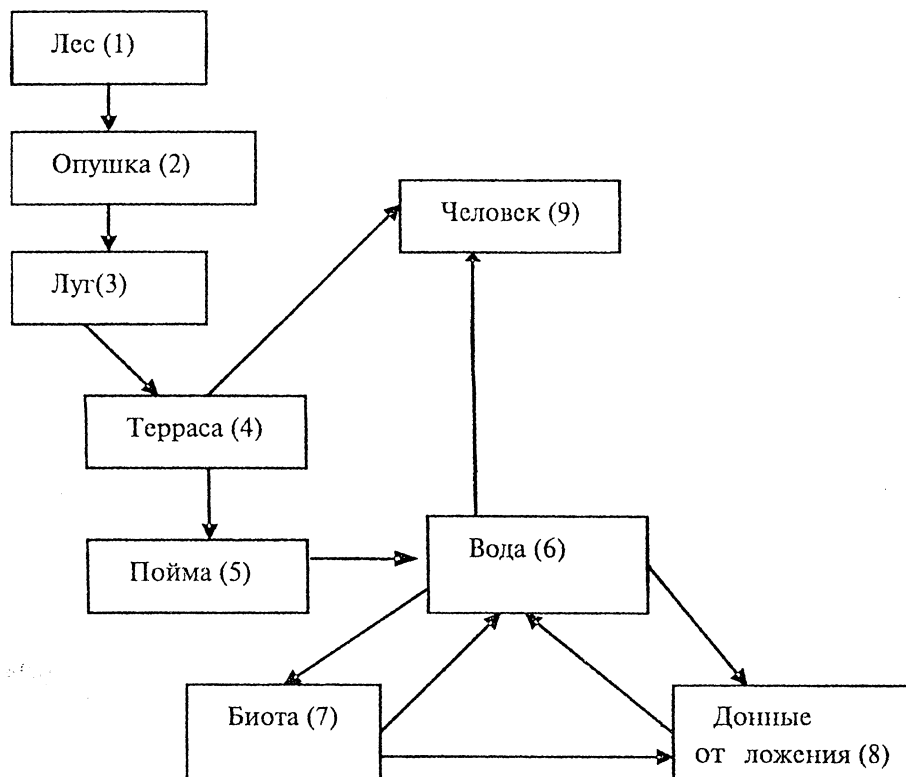 Лес (1)
Опушка (2)
Человек (9)
Луг(3)
Терраса (4)
Вода (6)
Пойма (5)
Биота (7)
Донные
от ложения (8)